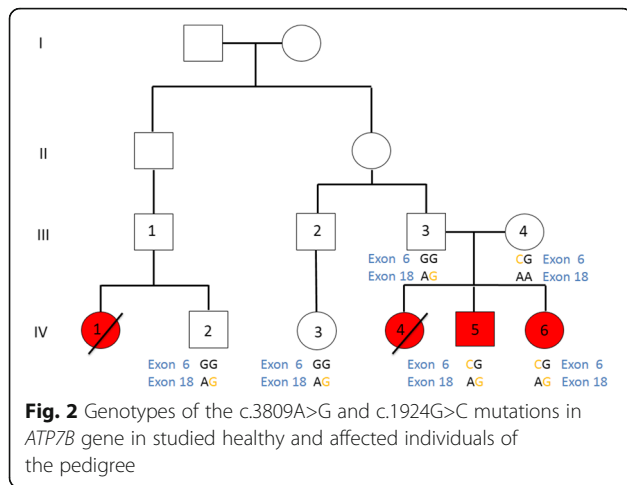 I
II
III
1
2
3
4
Exon 6 GG
CG Exon 6
Exon 18 AG
AA Exon 18
IV
1
2
3
4
5
6
Exon 6 GG
Exon 6 GG
Exon 6 CG
CG Exon 6
Exon 18 AG
Exon 18 AG
Exon 18 AG
AG Exon 18
Fig. 2 Genotypes of the c.3809A>G and c.1924G>C mutations in
ATP7B gene in studied healthy and affected individuals of
the pedigree